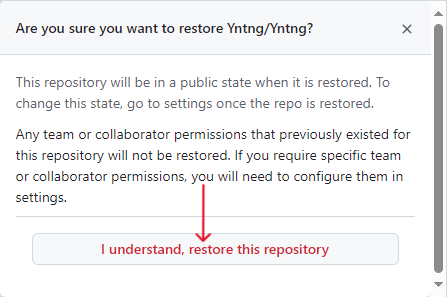 Are you sure you want to restore Yntng/Yntng?
This repository will be in a public state when it is restored. To
change this state, go to settings once the repo is restored.
Any team or collaborator permissions that previously existed for
this repository will not be restored. If you require specific team
or collaborator permissions, you will need to configure them in
settings.
I understand, restore this repository